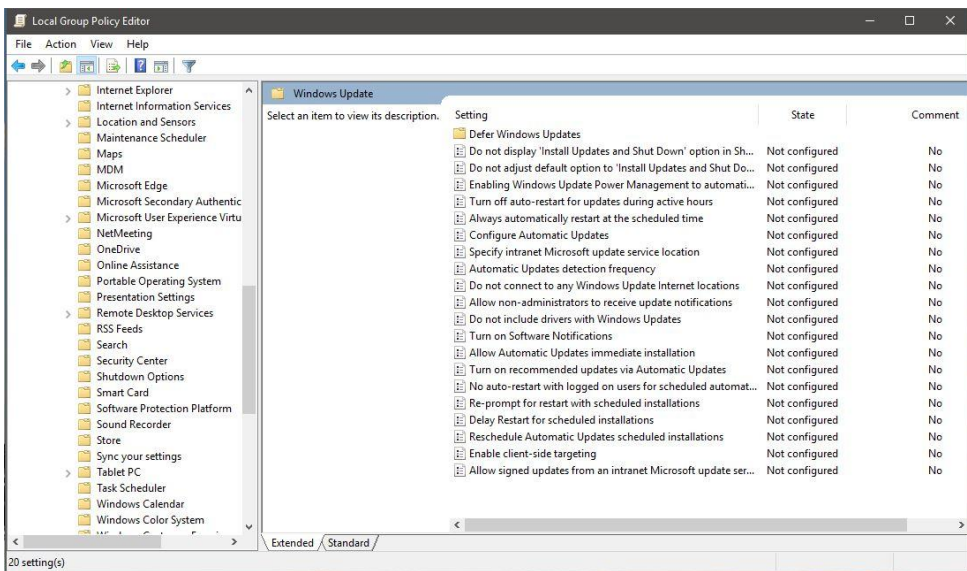 Local Group Policy Editor
File Action View Help
Internet Explorer
Internet Information Services
Location and Sensors
Maintenance Scheduler
Maps
MDM
Microsoft Edge
Microsoft Secondary Authentic
Microsoft User Experience Virtu
NetMeeting
OneDrive
Online Assistance
Portable Operating System
Presentation Settings
Remote Desktop Services
RSS Feeds
Search
Security Center
Shutdown Options
Smart Card
Software Protection Platform
Sound Recorder
Store
Sync your settings
Tablet PC
Task Scheduler
Windows Calendar
Windows Color System
Windows Update
Select an item to view its description.
Setting State Comment
Defer Windows Updates
Do not display 'Install Updates and Shut Down' option in Sh... Not configured No
Do not adjust default option to 'Install Updates and Shut Do... Not configured No
Enabling Windows Update Power Management to automati... Not configured No
Turn off auto-restart for updates during active hours Not configured No
Always automatically restart at the scheduled time Not configured No
Configure Automatic Updates Not configured No
Specify intranet Microsoft update service location Not configured No
Automatic Updates detection frequency Not configured No
Do not connect to any Windows Update Internet locations Not configured No
Allow non-administrators to receive update notifications Not configured No
Do not include drivers with Windows Updates Not configured No
Turn on Software Notifications Not configured No
Allow Automatic Updates immediate installation Not configured No
Turn on recommended updates via Automatic Updates Not configured No
No auto-restart with logged on users for scheduled automat... Not configured No
Re-prompt for restart with scheduled installations Not configured No
Delay Restart for scheduled installations Not configured No
Reschedule Automatic Updates scheduled installations Not configured No
Enable client-side targeting Not configured No
Allow signed updates from an intranet Microsoft update ser... Not configured No
Extended Standard
20 setting(s)